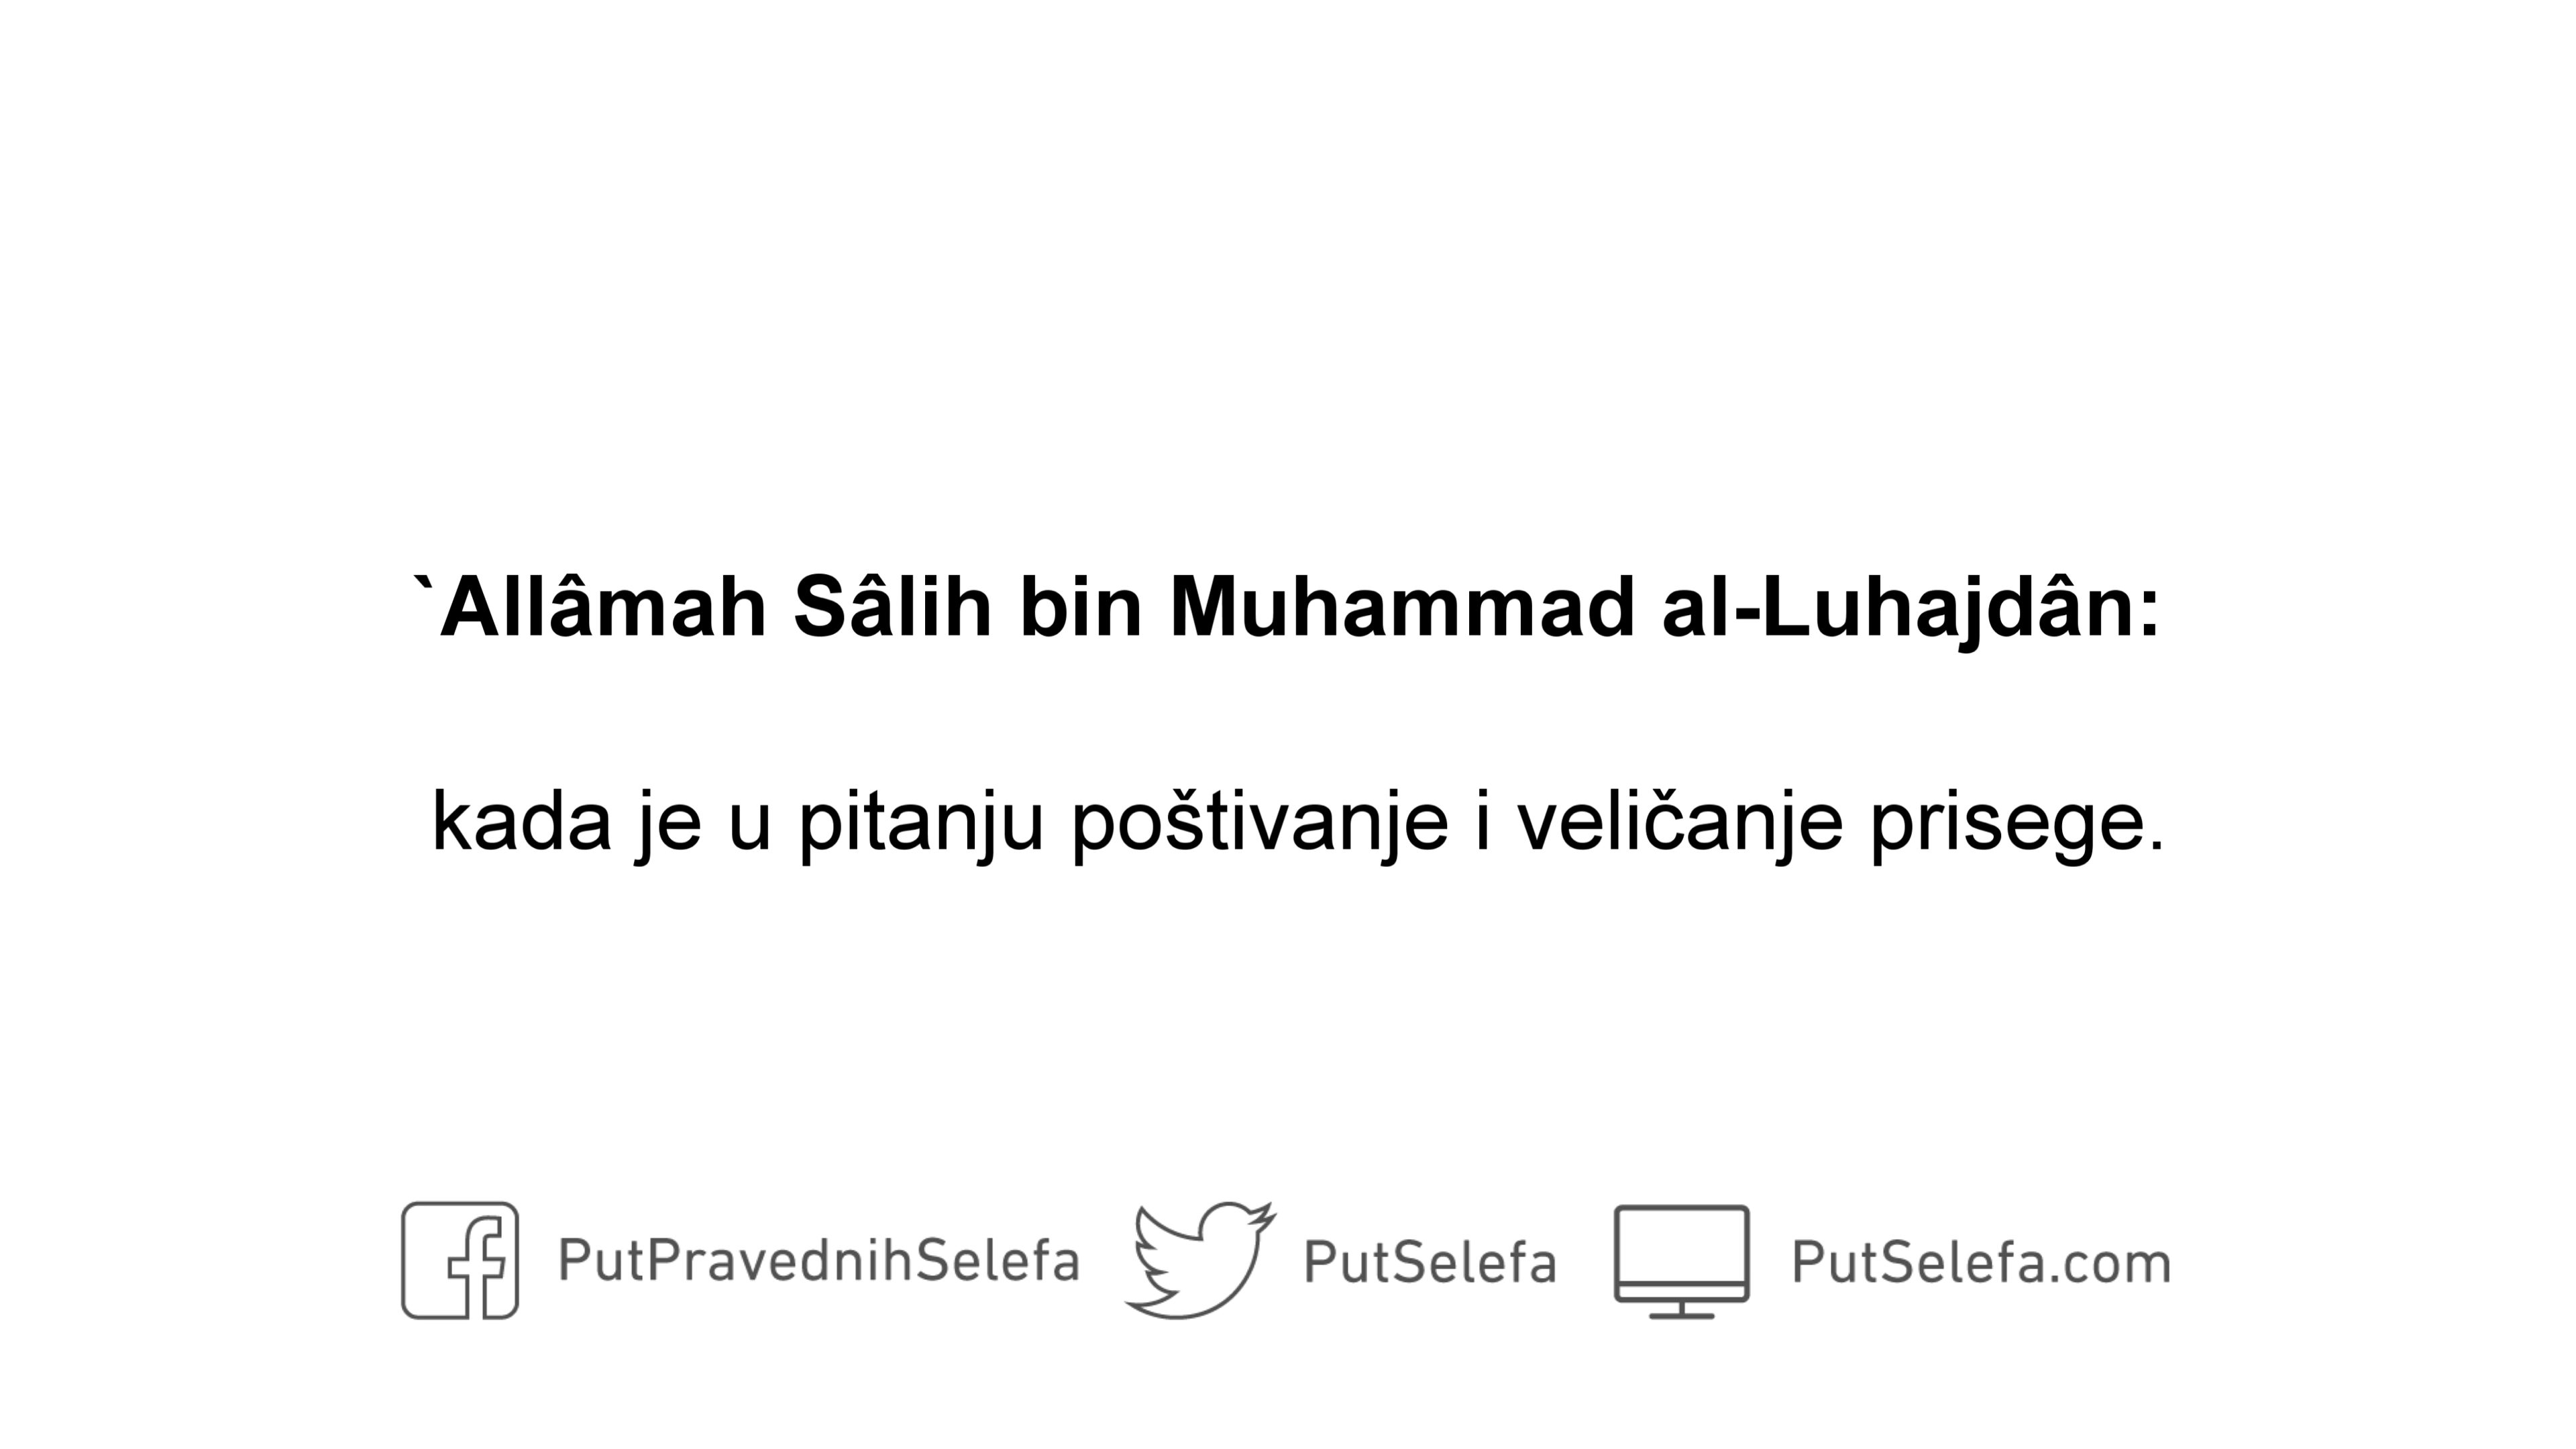 `Allâmah Sâlih bin Muhammad al-Luhajdân:
kada je u pitanju poštivanje i veličanje prisege.
PutPravednihSelefa PutSelefa PutSelefa.com